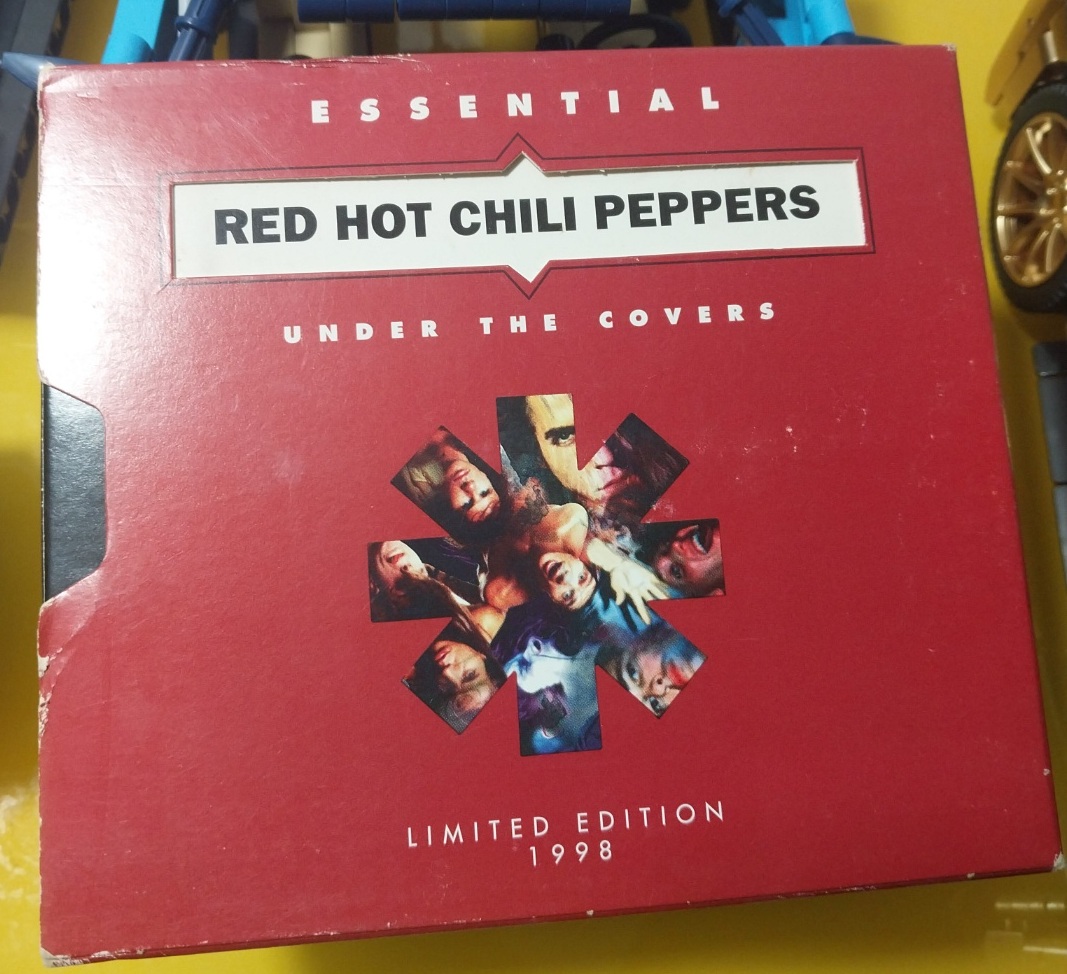 ESSENTIAL
RED HOT CHILI PEPPERS
UNDER THE COVERS
LIMITED EDITION
1998